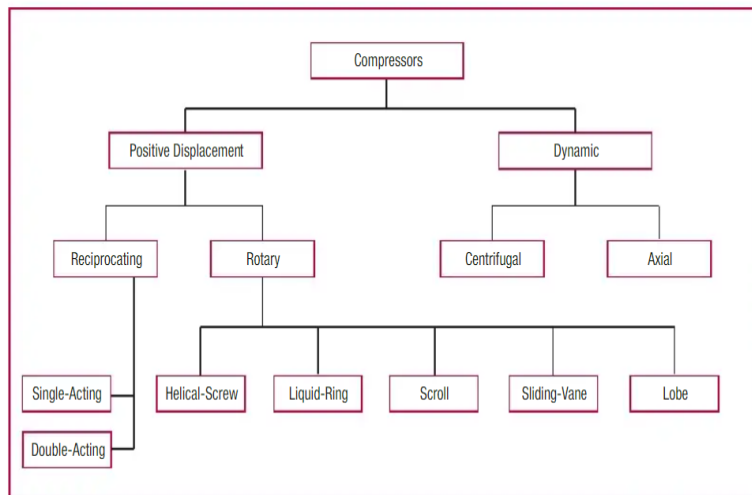 Compressors
Positive Displacement
Dynamic
Reciprocating
Rotary
Centrifugal
Axial
Single-Acting
Helical-Screw
Liquid-Ring
Scroll
Sliding-Vane
Lobe
Double-Acting